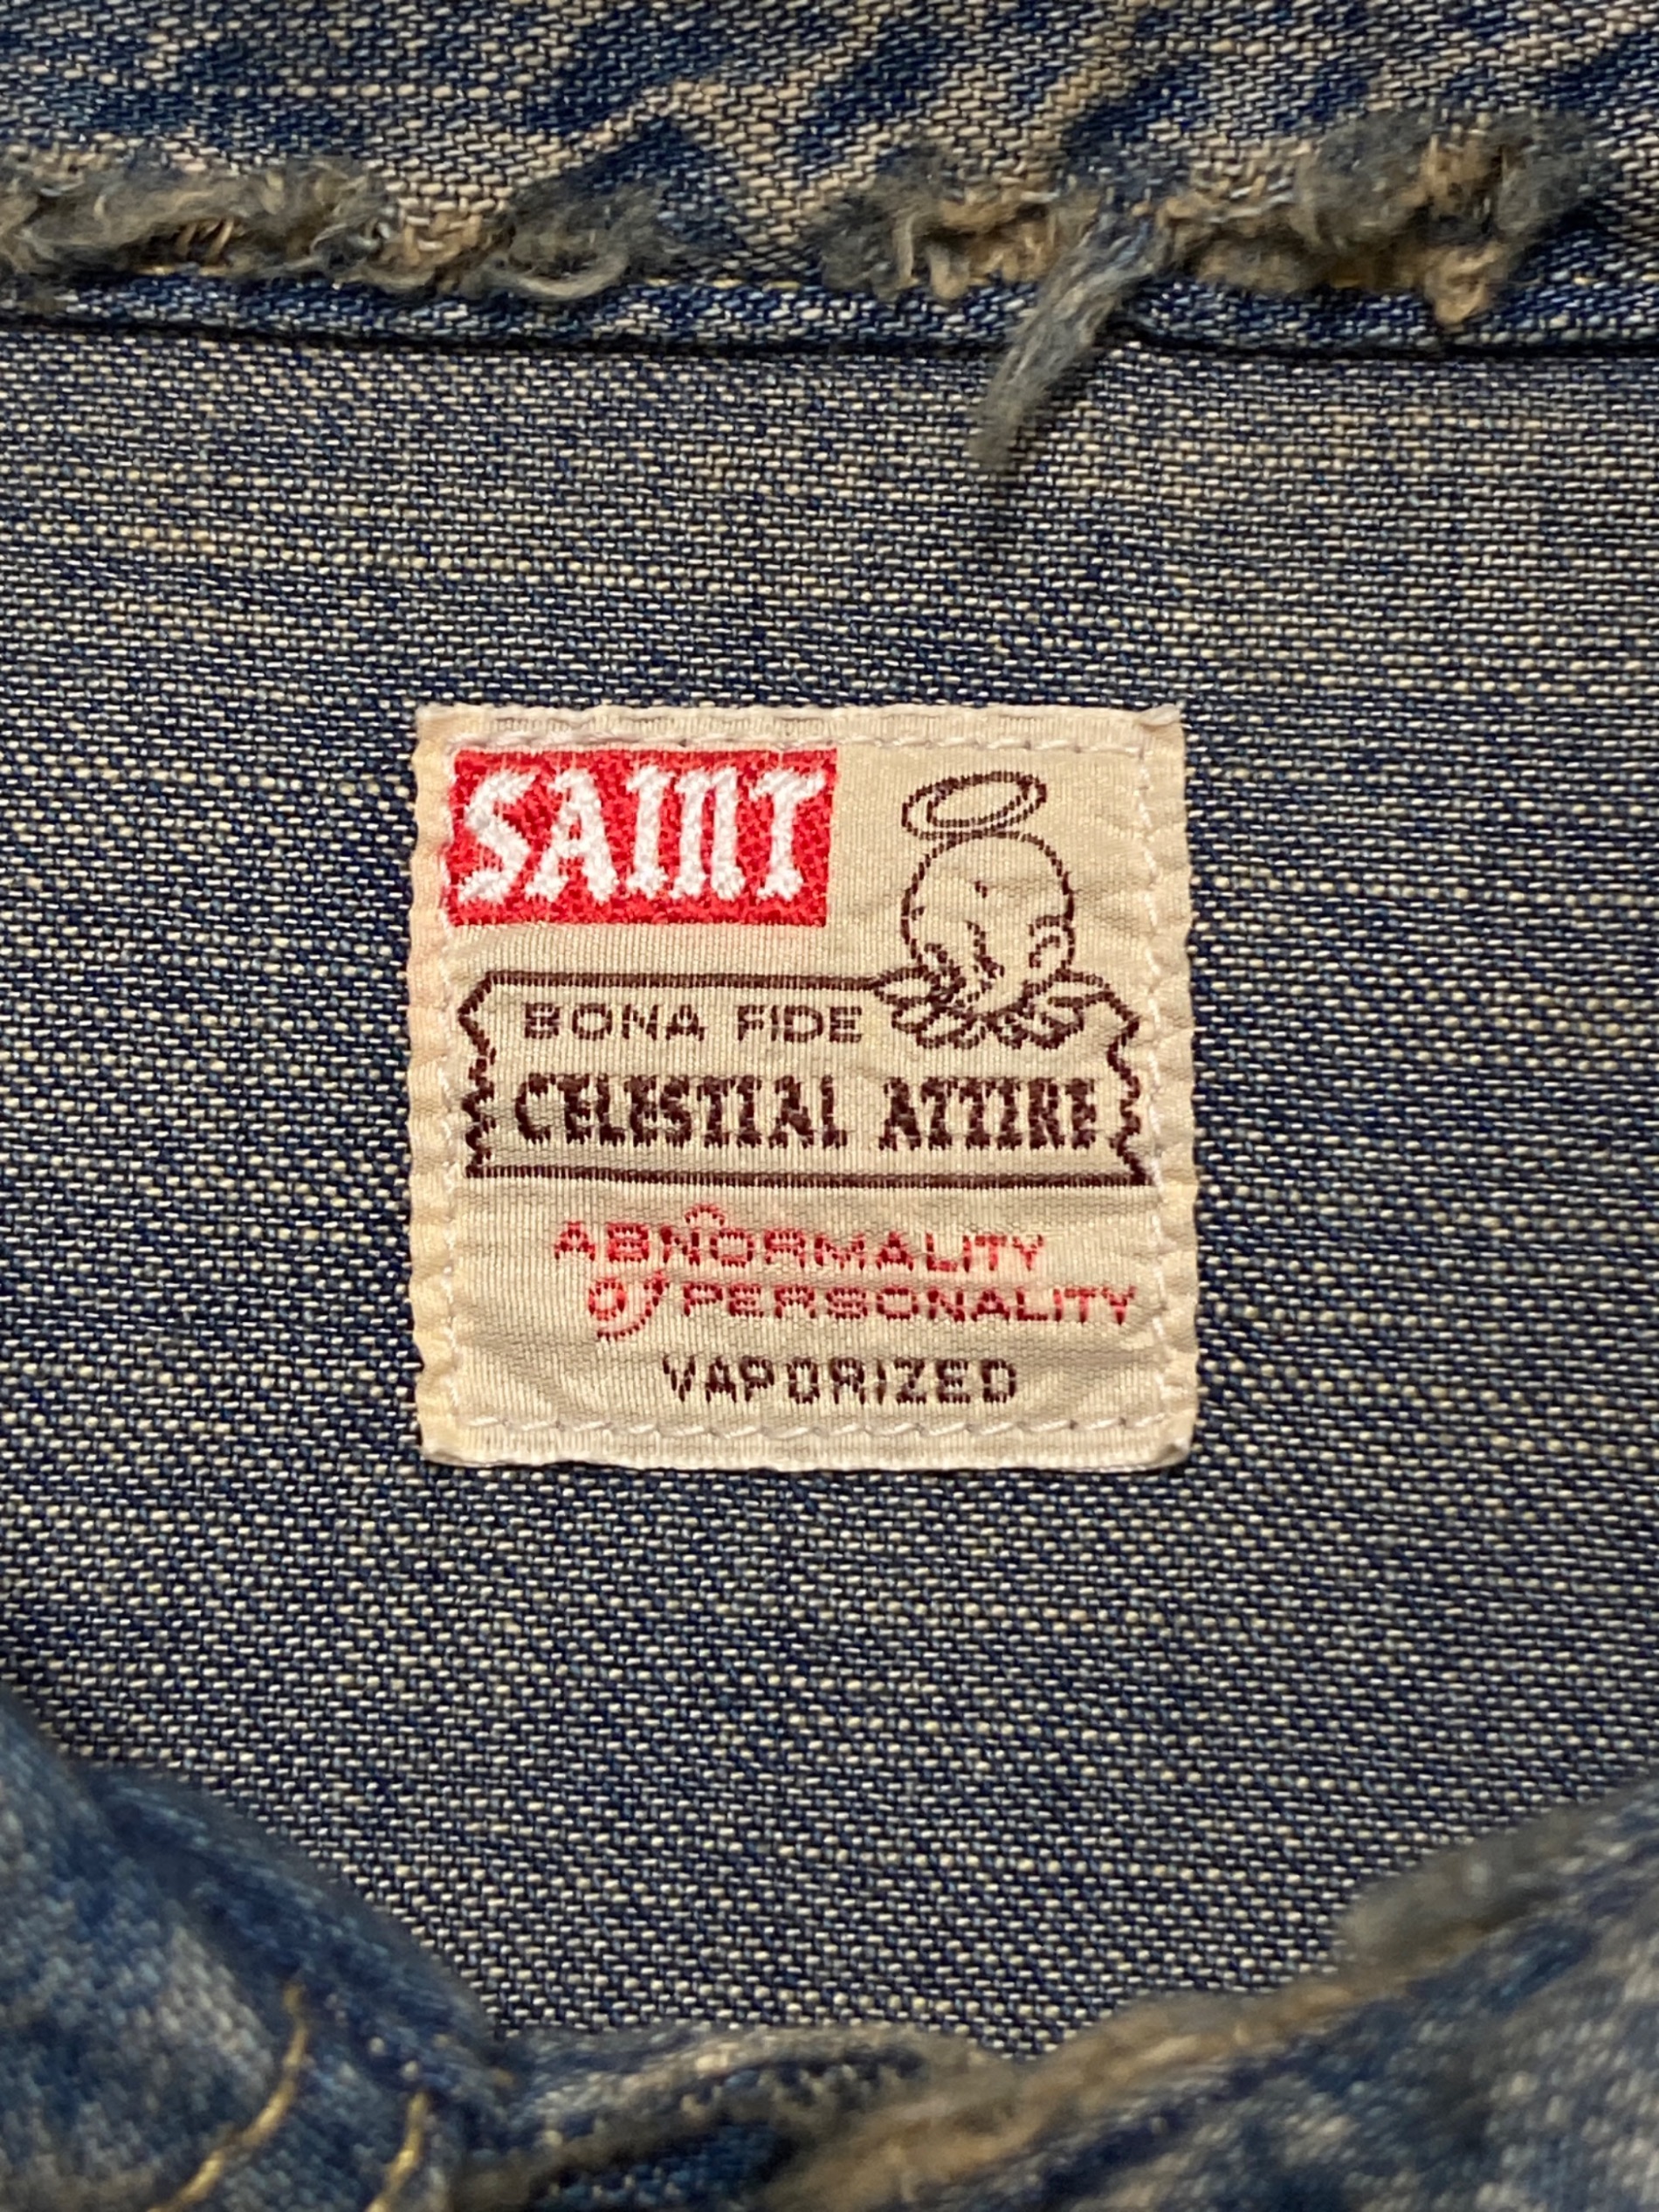 SAINT
BONA FIDE
CELESTIAL ATTIRE
ABNORMALITY
OF PERSONALITY
VAPORIZED